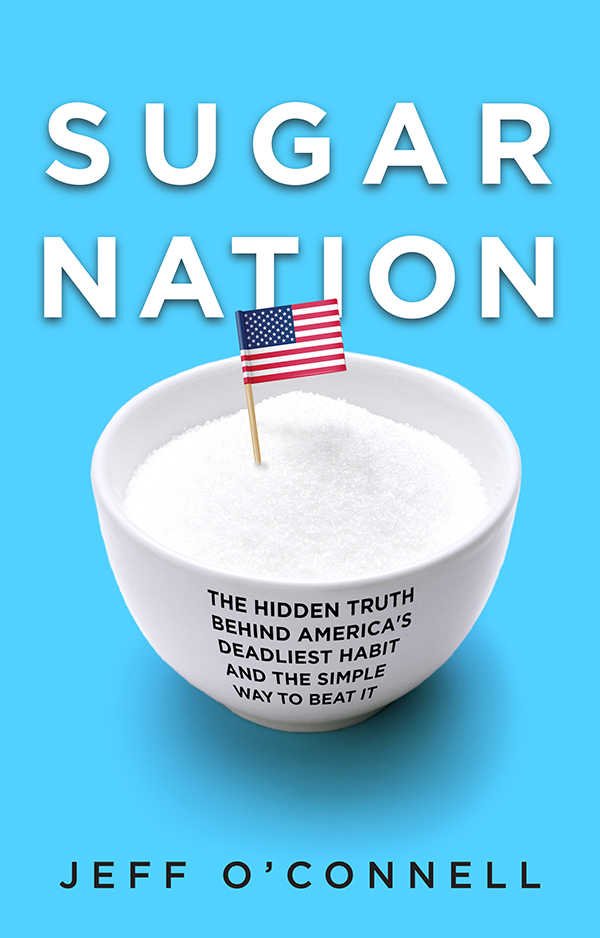 SUGAR
NATION
THE HIDDEN TRUTH
BEHIND AMERICA'S
DEADLIEST HABIT
AND THE SIMPLE
WAY TO BEAT IT
JEFF O'CONNELL